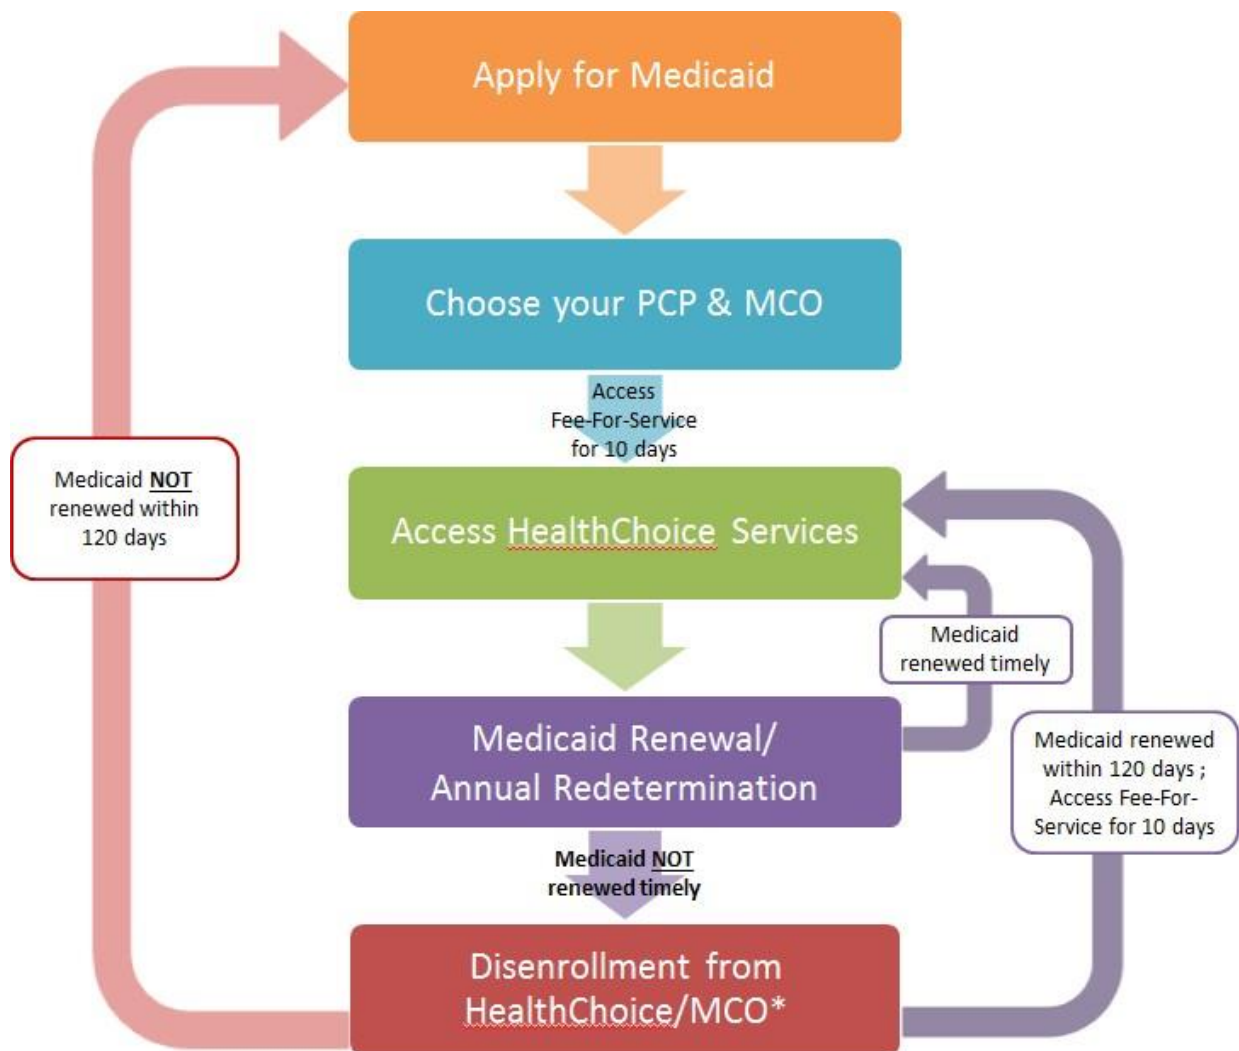 Apply for Medicaid
Choose your PCP & MCO
Access
Fee-For-Service
for 10 days
Medicaid NOT
renewed within
120 days
Access HealthChoice Services
Medicaid
renewed timely
Medicaid Renewal/
Annual Redetermination
Medicaid renewed
within 120 days ;
Access Fee-For-
Service for 10 days
Medicaid NOT
renewed timely
Disenrollment from
HealthChoice/MCO*